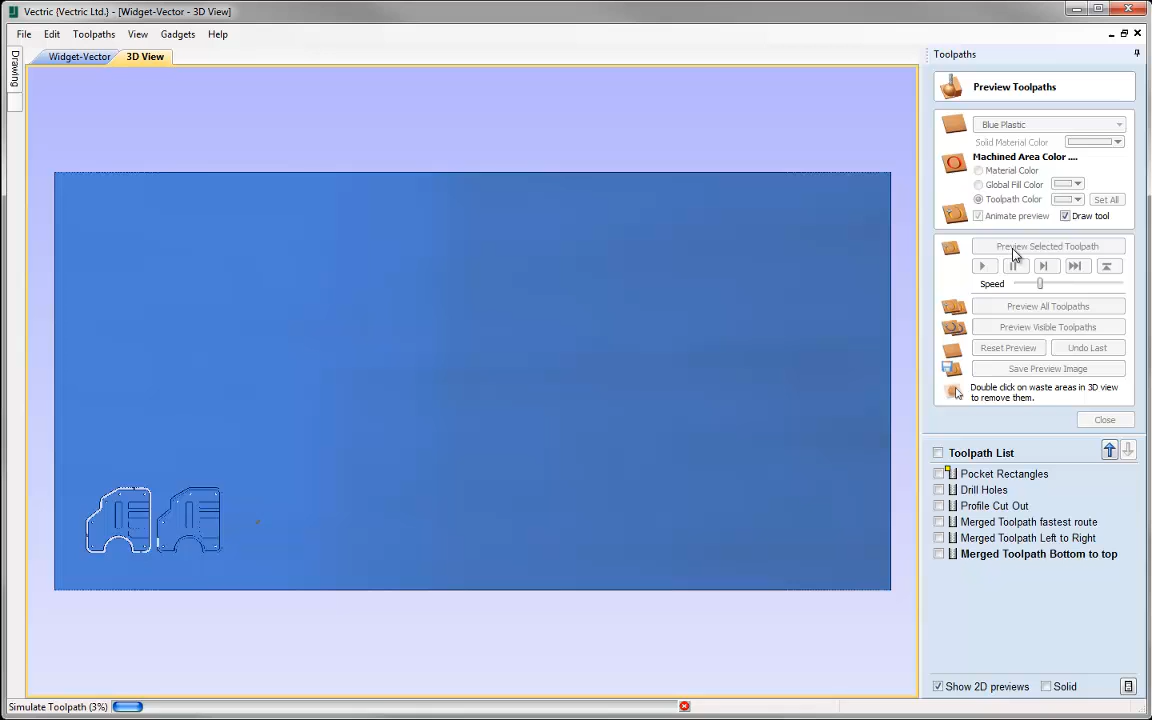 Vectric {Vectric Ltd.} - [Widget-Vector - 3D View]
File Edit Toolpaths View Gadgets Help
Drawing
Widget-Vector 3D View
Toolpaths
Preview Toolpaths
Blue Plastic
Solid Material Color
Machined Area Color ....
Material Color
Global Fill Color
Toolpath Color Set All
Animate preview Draw tool
Preview Selected Toolpath
Speed
Preview All Toolpaths
Preview Visible Toolpaths
Reset Preview Undo Last
Save Preview Image
Double click on waste areas in 3D view
to remove them.
Close
Toolpath List
Pocket Rectangles
Drill Holes
Profile Cut Out
Merged Toolpath fastest route
Merged Toolpath Left to Right
Merged Toolpath Bottom to top
Show 2D previews Solid
Simulate Toolpath (3%)